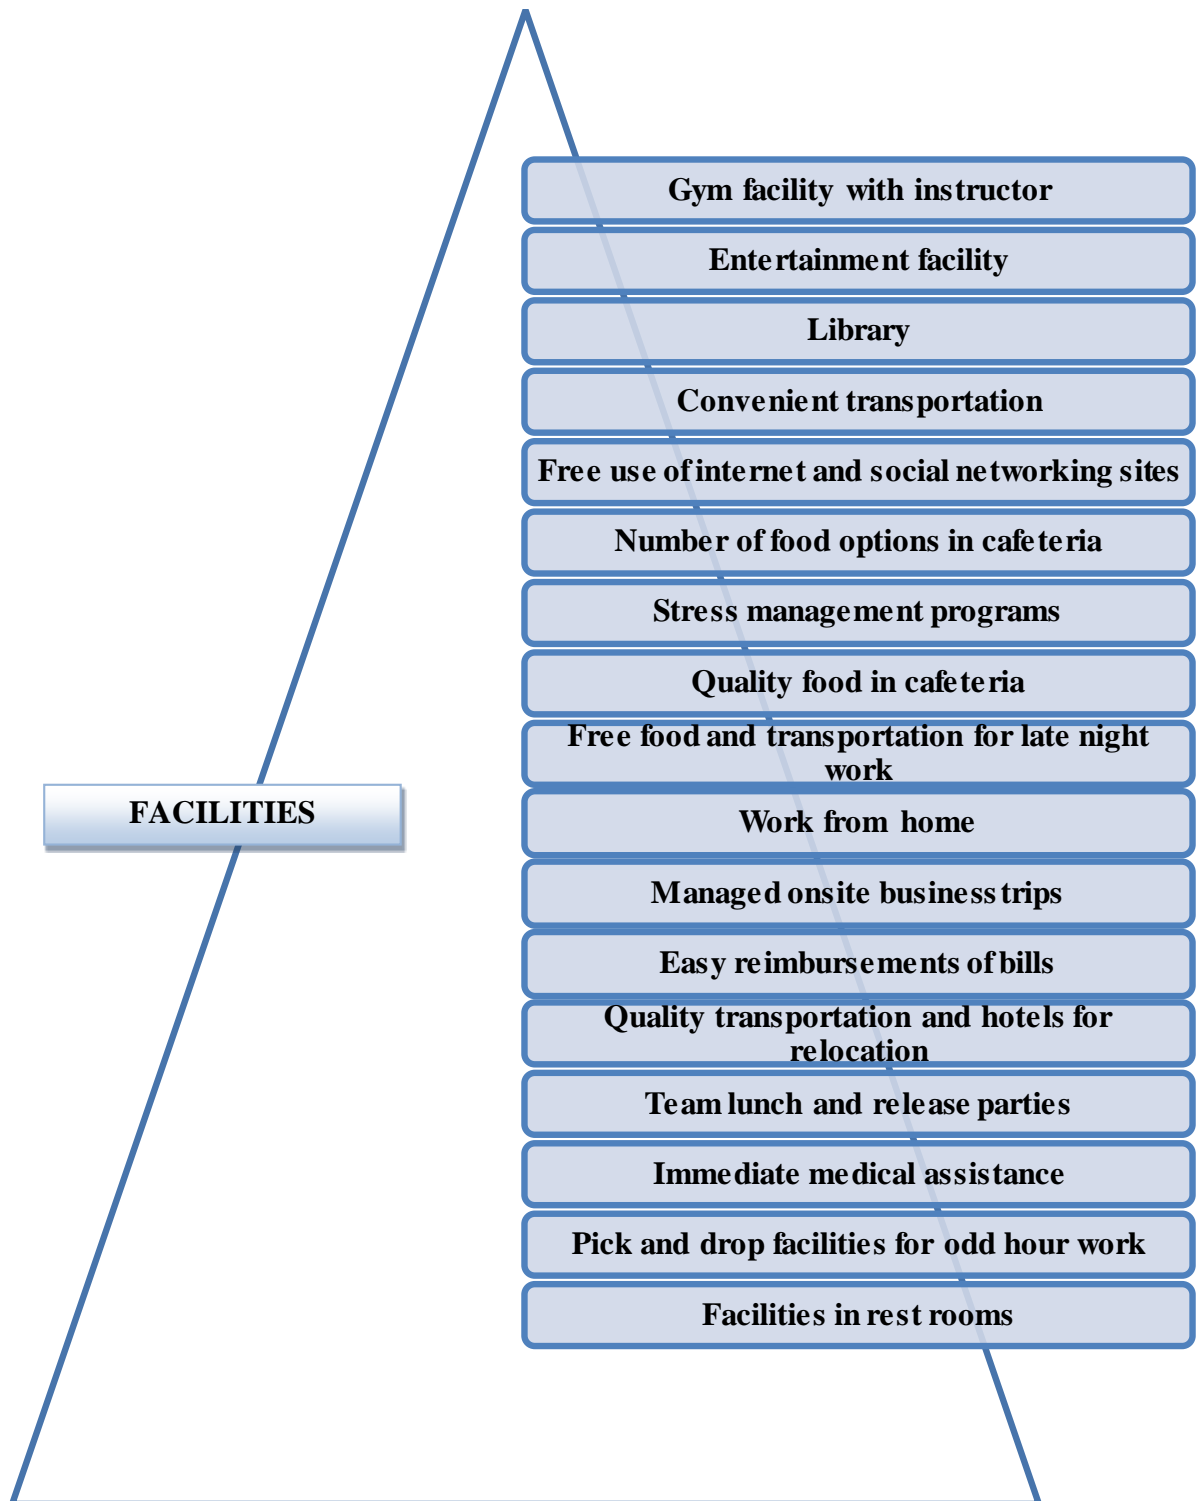 Gym facility with instructor
Entertainment facility
Library
Convenient transportation
Free use of internet and social networking sites
Number of food options in cafeteria
Stress management programs
Quality food in cafeteria
Free food and transportation for late night
work
FACILITIES
Work from home
Managed onsite business trips
Easy reimbursements of bills
Quality transportation and hotels for
relocation
Team lunch and release parties
Immediate medical assistance
Pick and drop facilities for odd hour work
Facilities in rest rooms